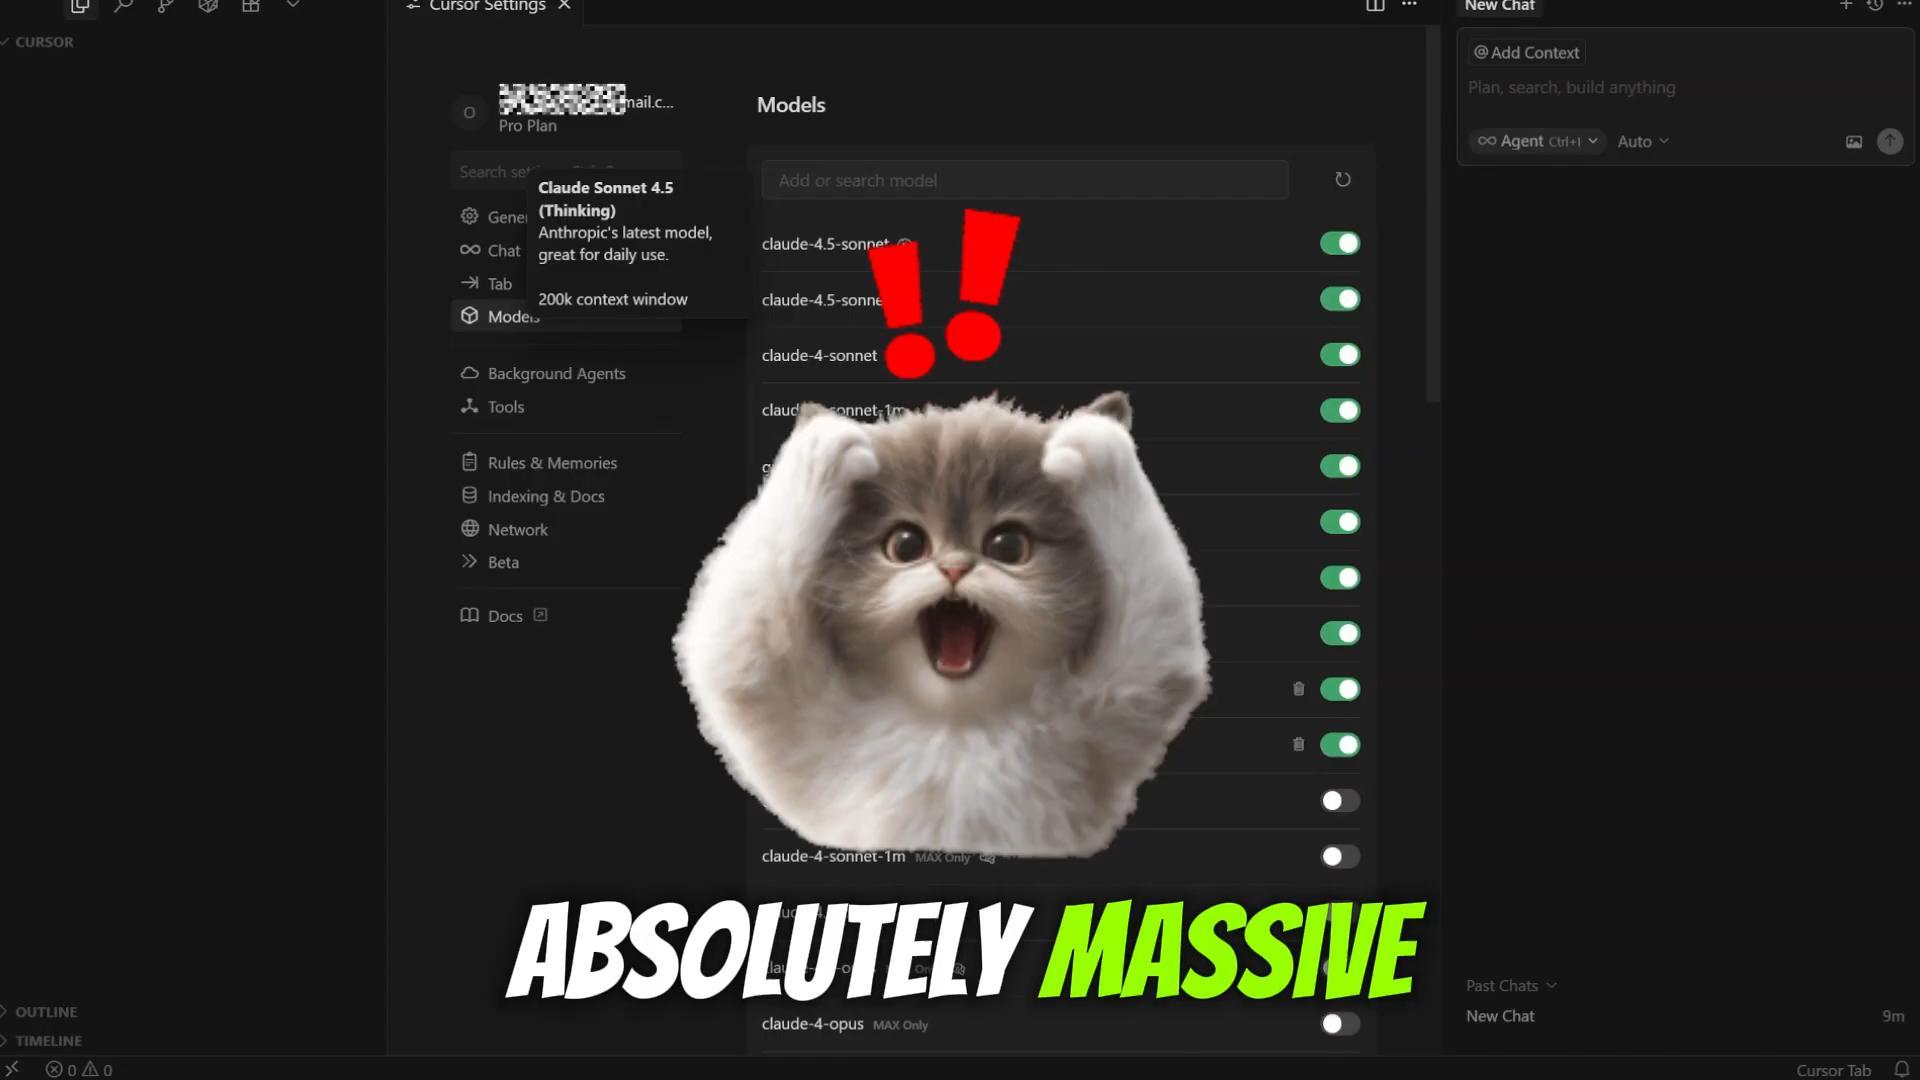 Cursor Settings
New Chat
CURSOR
@ Add Context
Plan, search, build anything
Agent Ctrl+I
Auto
mail.c...
Pro Plan
Models
Search
Add or search model
Claude Sonnet 4.5
(Thinking)
Anthropic's latest model,
great for daily use.
200k context window
Chat
Tab
Models
Background Agents
Tools
Rules & Memories
Indexing & Docs
Network
Beta
Docs
claude-4.5-sonnet
claude-4-sonnet
claude-4-sonnet-1m MAX Only
ABSOLUTELY MASSIVE
claude-4-opus MAX Only
Past Chats
New Chat 9m
OUTLINE
TIMELINE
0 0
Cursor Tab